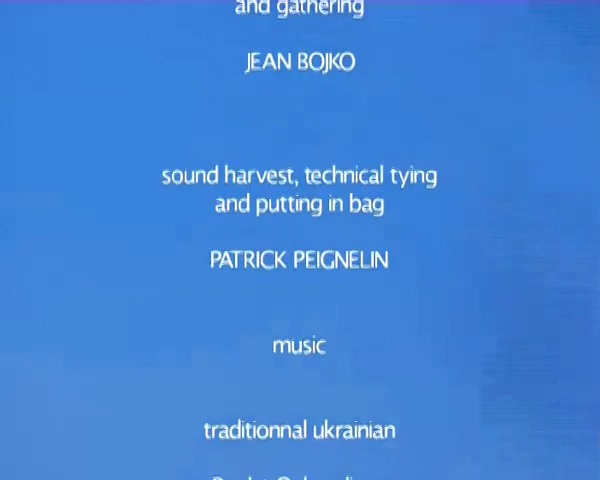 and gathering
JEAN BOJKO
sound harvest, technical tying
and putting in bag
PATRICK PEIGNELIN
music
traditionnal ukrainian